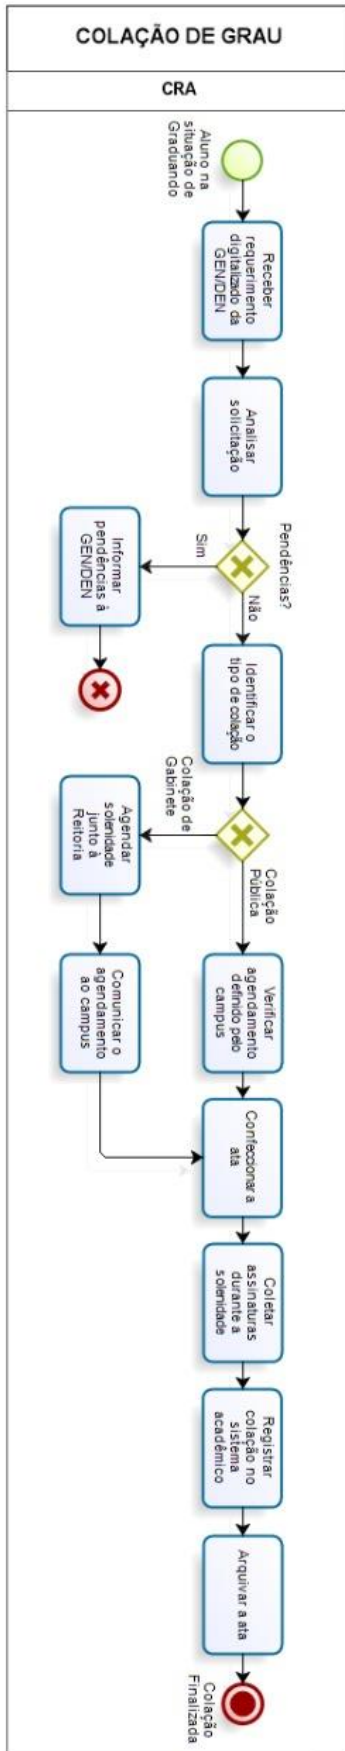 COLAÇÃO DE GRAU
CRA
Aluno na
situação de
Graduando
Receber
requerimento
digitalizado da
GEN/DEN
Analisar
solicitação
Pendências?
Sim
Não
Informar
pendências à
GEN/DEN
Identificar o
tipo de colação
Colação de
Gabinete
Colação
Pública
Agendar
solenidade
junto à
Reitoria
Comunicar o
agendamento
ao campus
Verificar
agendamento
definido pelo
campus
Confeccionar a
ata
Coletar
assinaturas
durante a
solenidade
Registrar
colação no
sistema
acadêmico
Arquivar a ata
Colação
Finalizada